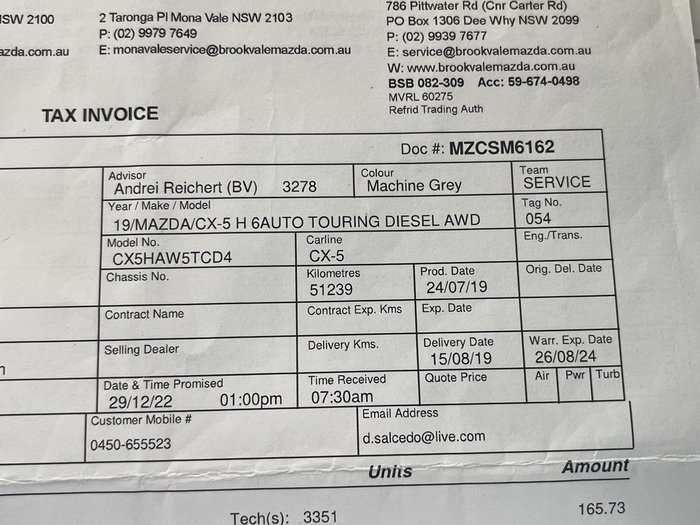 ISW 2100
azda.com.au
2 Taronga Pl Mona Vale NSW 2103
P: (02) 9979 7649
E: monavaleservice@brookvalemazda.com.au
786 Pittwater Rd (Cnr Carter Rd)
PO Box 1306 Dee Why NSW 2099
P: (02) 9939 7677
E: service@brookvalemazda.com.au
W: www.brookvalemazda.com.au
BSB 082-309 Acc: 59-674-0498
MVRL 60275
Refrid Trading Auth
TAX INVOICE
Doc #: MZCSM6162
Advisor
Andrei Reichert (BV) 3278
Colour
Machine Grey
Team
SERVICE
Year / Make / Model
19/MAZDA/CX-5 H 6AUTO TOURING DIESEL AWD
Tag No.
054
Model No.
CX5HAW5TCD4
Carline
CX-5
Eng./Trans.
Chassis No.
Kilometres
51239
Prod. Date
24/07/19
Orig. Del. Date
Contract Name
Contract Exp. Kms
Exp. Date
Selling Dealer
Delivery Kms.
Delivery Date
15/08/19
Warr. Exp. Date
26/08/24
Date & Time Promised
29/12/22 01:00pm
Time Received
07:30am
Quote Price
Air Pwr Turb
Customer Mobile #
0450-655523
Email Address
d.salcedo@live.com
Units Amount
Tech(s): 3351 165.73